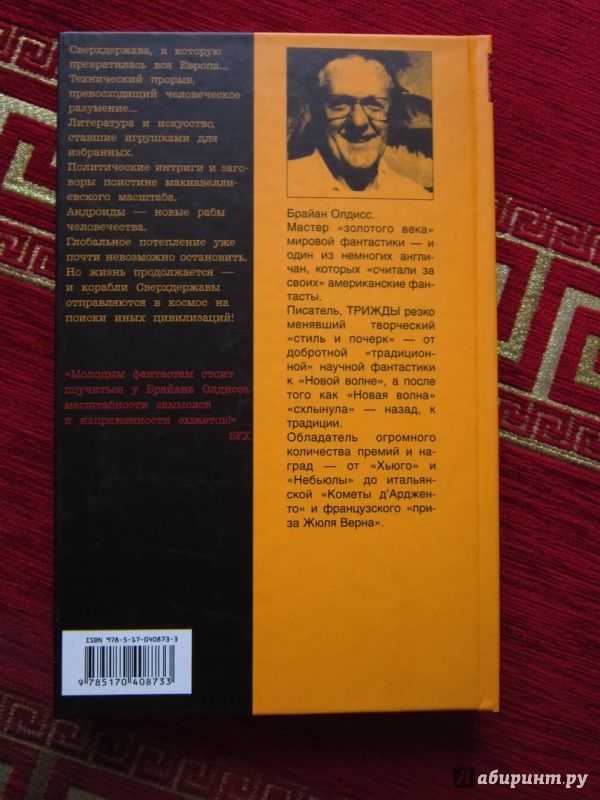 Сверхдержава, в которую
превратилась вся Европа...
Технический прорыв,
превосходящий человеческое
разумение...
Литература и искусство,
ставшие игрушками для
избранных.
Политические интриги и заго-
воры поистине макиавелли-
евского масштаба.
Андроиды — новые рабы
человечества.
Глобальное потепление уже
почти невозможно остановить.
Но жизнь продолжается —
и корабли Сверхдержавы
отправляются в космос на
поиски иных цивилизаций!
«Молодым фантастам стоит
поучиться у Брайана Олдисса
масштабности замыслов
и напряженности сюжетов!»
SFX
ISBN 978-5-17-040873-3
9 785170 408733
Брайан Олдисс.
Мастер «золотого века»
мировой фантастики — и
один из немногих англи-
чан, которых «считали за
своих» американские фан-
тасты.
Писатель, ТРИЖДЫ резко
менявший творческий
«стиль и почерк» — от
добротной «традицион-
ной» научной фантастики
к «Новой волне», а после
того как «Новая волна»
«схлынула» — назад, к
традиции.
Обладатель огромного
количества премий и на-
град — от «Хьюго» и
«Небьюлы» до итальян-
ской «Кометы д'Ардженто-
то» и французского «при-
за Жюля Верна».
абиринт.ру